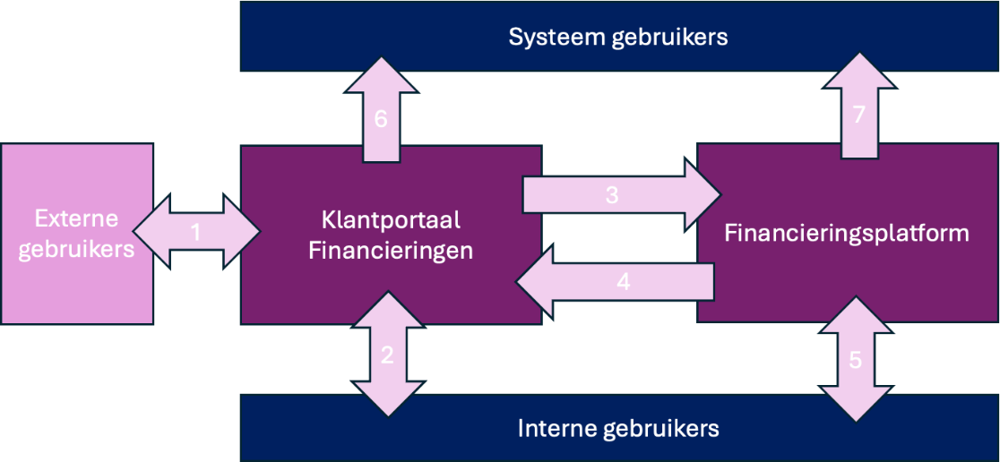 Systeem gebruikers
6
7
Externe
gebruikers
1
Klantportaal
Financieringen
3
4
Financieringsplatform
2
5
Interne gebruikers